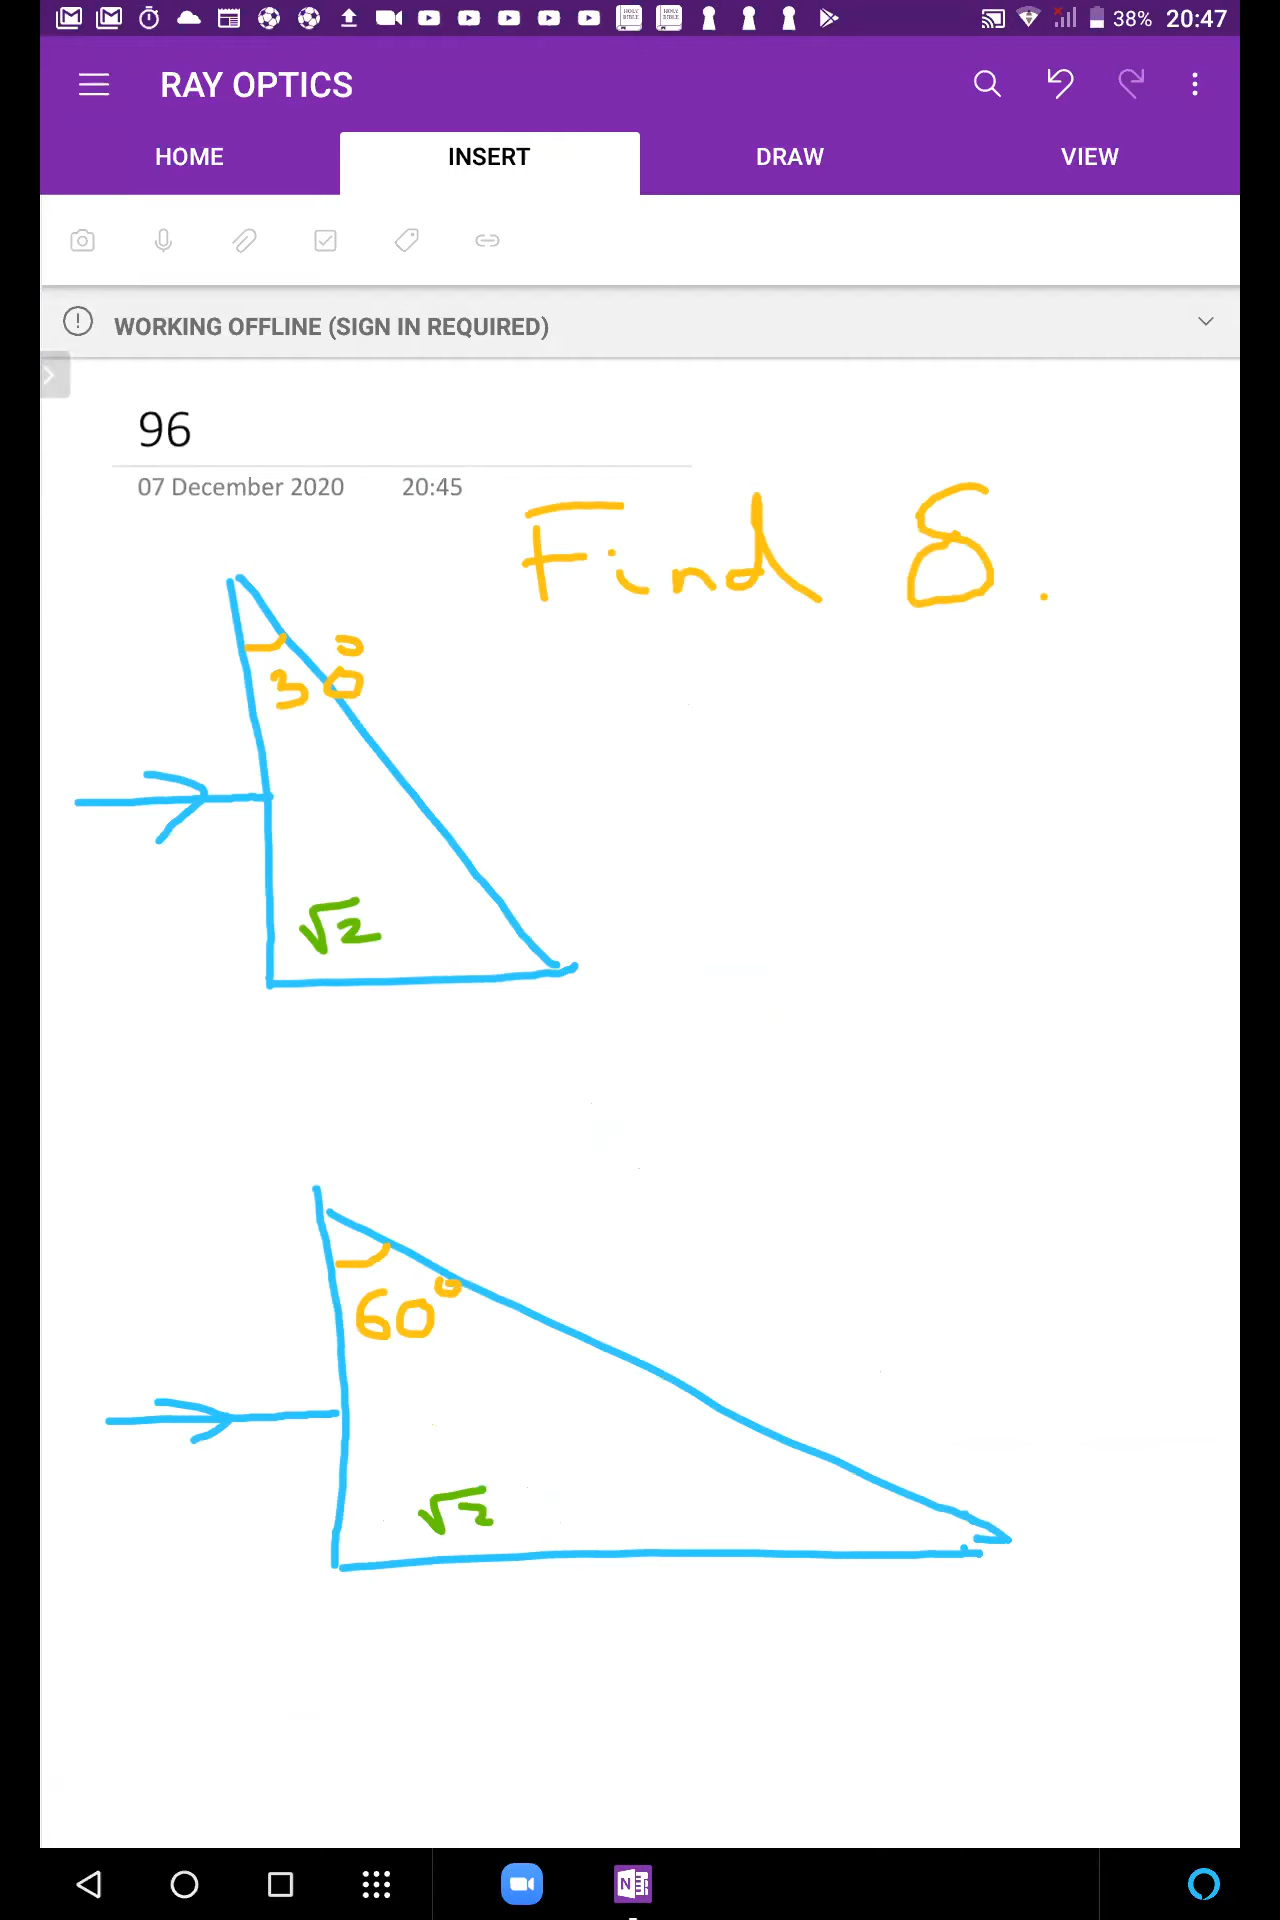 38% 20:47
RAY OPTICS
HOME INSERT DRAW VIEW
WORKING OFFLINE (SIGN IN REQUIRED)
96
07 December 2020 20:45
Find δ.
30°
√2
60°
√2